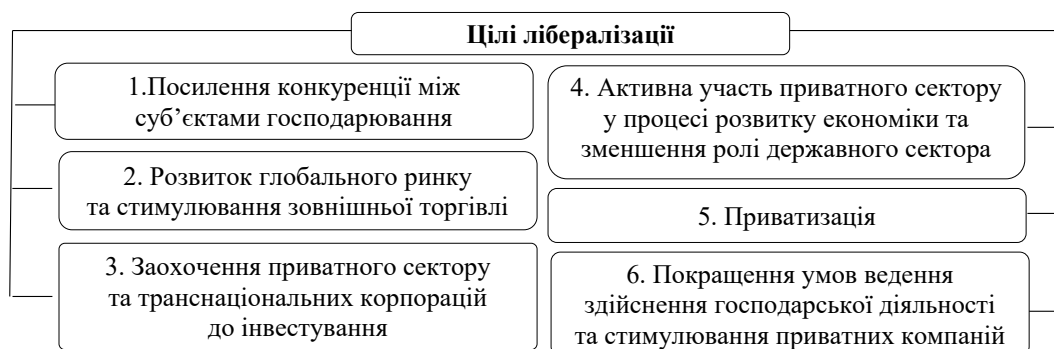 Цілі лібералізації
1.Посилення конкуренції між
суб’єктами господарювання
2. Розвиток глобального ринку
та стимулювання зовнішньої торгівлі
3. Заохочення приватного сектору
та транснаціональних корпорацій
до інвестування
4. Активна участь приватного сектору
у процесі розвитку економіки та
зменшення ролі державного сектора
5. Приватизація
6. Покращення умов ведення
здійснення господарської діяльності
та стимулювання приватних компаній